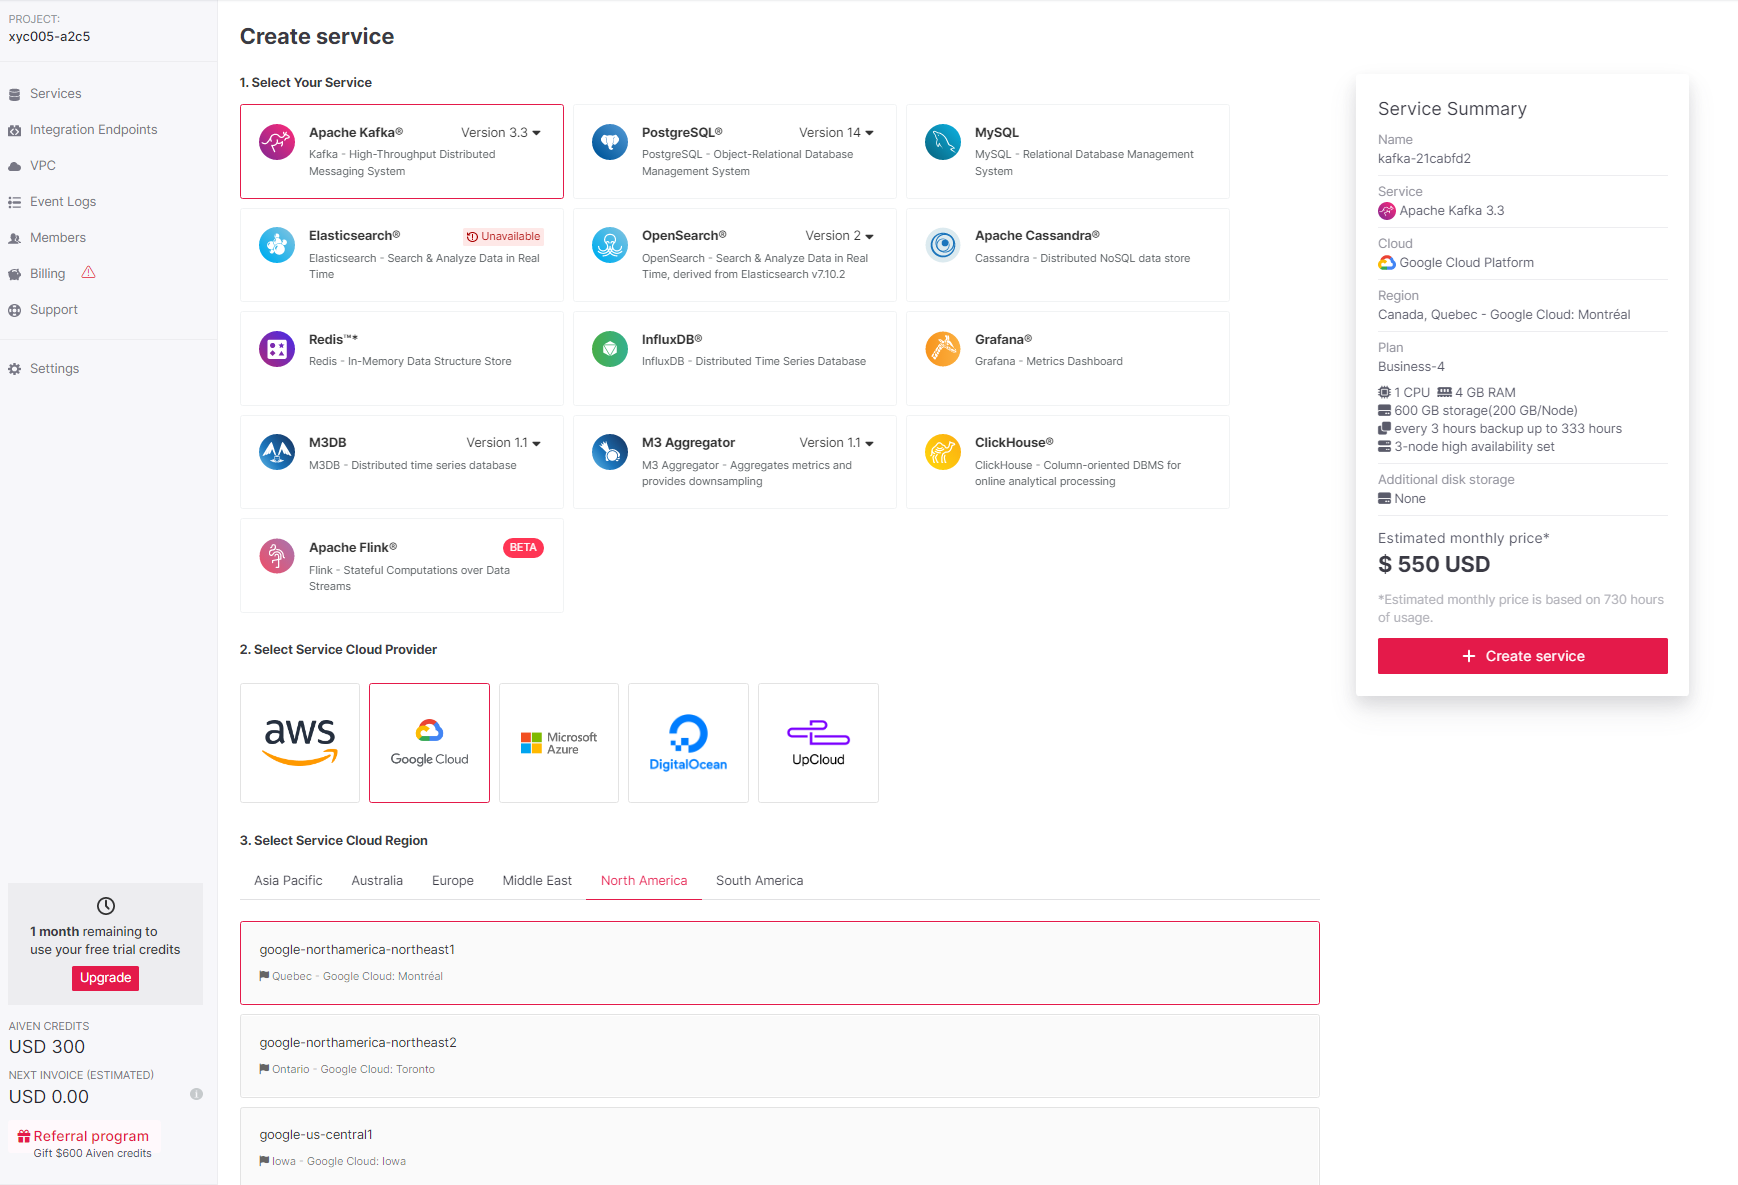 PROJECT:
xyc005-a2c5
Services
Integration Endpoints
VPC
Event Logs
Members
Billing
Support
Settings
1 month remaining to
use your free trial credits
Upgrade
AIVEN CREDITS
USD 300
NEXT INVOICE (ESTIMATED)
USD 0.00
Referral program
Gift $600 Aiven credits
Create service
1. Select Your Service
Apache Kafka® Version 3.3
Kafka - High-Throughput Distributed
Messaging System
PostgreSQL® Version 14
PostgreSQL - Object-Relational Database
Management System
MySQL
MySQL - Relational Database Management
System
Elasticsearch® Unavailable
Elasticsearch - Search & Analyze Data in Real
Time
OpenSearch® Version 2
OpenSearch - Search & Analyze Data in Real
Time, derived from Elasticsearch v7.10.2
Apache Cassandra®
Cassandra - Distributed NoSQL data store
Redis™*
Redis - In-Memory Data Structure Store
InfluxDB®
InfluxDB - Distributed Time Series Database
Grafana®
Grafana - Metrics Dashboard
M3DB Version 1.1
M3DB - Distributed time series database
M3 Aggregator Version 1.1
M3 Aggregator - Aggregates metrics and
provides downsampling
ClickHouse®
ClickHouse - Column-oriented DBMS for
online analytical processing
Apache Flink® BETA
Flink - Stateful Computations over Data
Streams
2. Select Service Cloud Provider
aws
Google Cloud
Microsoft
Azure
DigitalOcean
UpCloud
3. Select Service Cloud Region
Asia Pacific Australia Europe Middle East North America South America
google-northamerica-northeast1
Quebec - Google Cloud: Montréal
google-northamerica-northeast2
Ontario - Google Cloud: Toronto
google-us-central1
Iowa - Google Cloud: Iowa
Service Summary
Name
kafka-21cabfd2
Service
Apache Kafka 3.3
Cloud
Google Cloud Platform
Region
Canada, Quebec - Google Cloud: Montréal
Plan
Business-4
1 CPU 4 GB RAM
600 GB storage(200 GB/Node)
every 3 hours backup up to 333 hours
3-node high availability set
Additional disk storage
None
Estimated monthly price*
$ 550 USD
*Estimated monthly price is based on 730 hours
of usage.
+ Create service